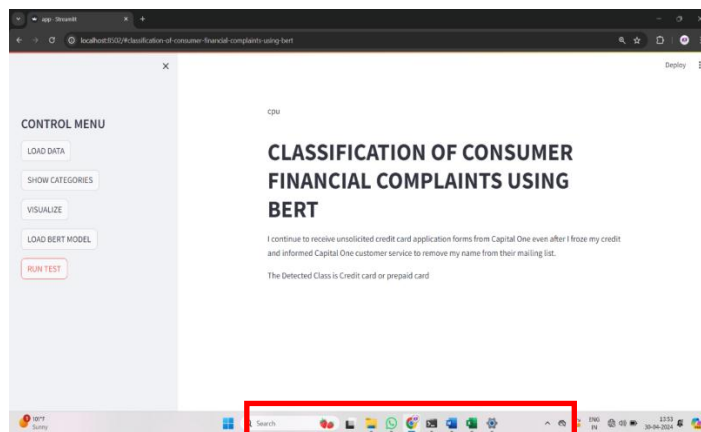 app · Streamlit
localhost:8502/#classification-of-consumer-financial-complaints-using-bert
Deploy
CONTROL MENU
LOAD DATA
SHOW CATEGORIES
VISUALIZE
LOAD BERT MODEL
RUN TEST
cpu
CLASSIFICATION OF CONSUMER
FINANCIAL COMPLAINTS USING
BERT
I continue to receive unsolicited credit card application forms from Capital One even after I froze my credit
and informed Capital One customer service to remove my name from their mailing list.
The Detected Class is Credit card or prepaid card
Sunny
Search
ENG
IN
13:51
30-04-2024